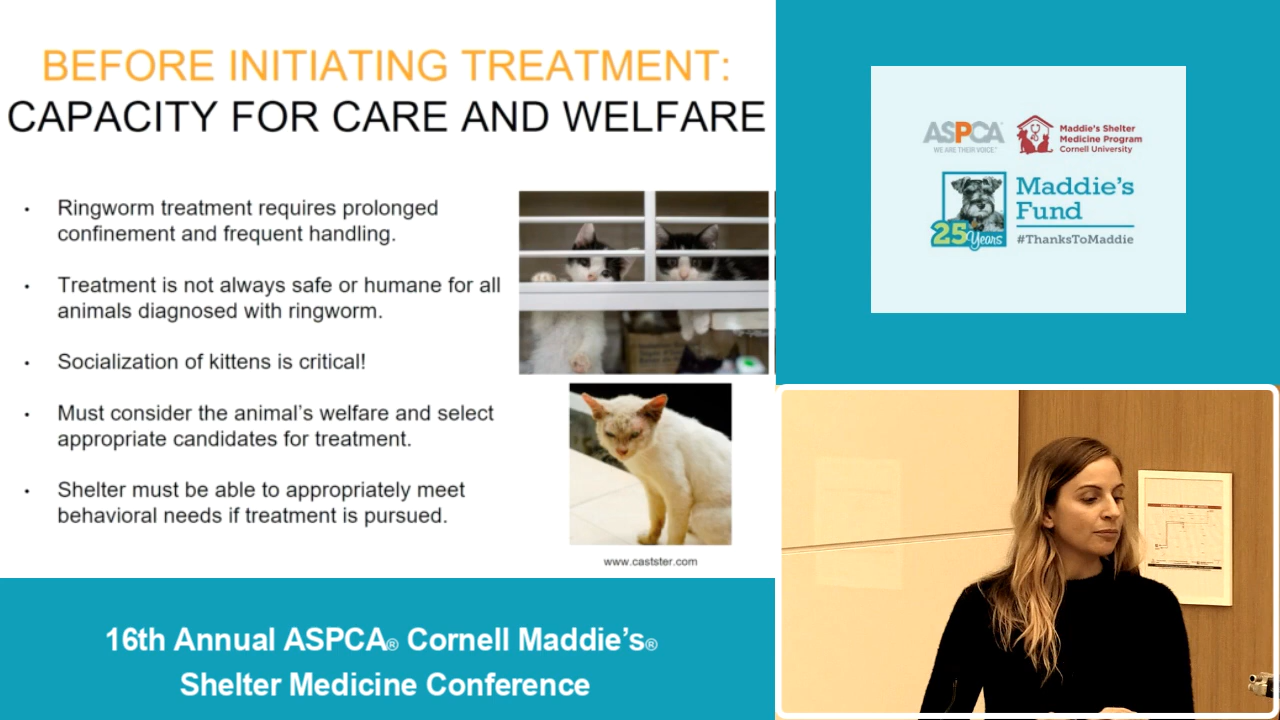 BEFORE INITIATING TREATMENT:
CAPACITY FOR CARE AND WELFARE
• Ringworm treatment requires prolonged
confinement and frequent handling.
• Treatment is not always safe or humane for all
animals diagnosed with ringworm.
• Socialization of kittens is critical!
• Must consider the animal's welfare and select
appropriate candidates for treatment.
• Shelter must be able to appropriately meet
behavioral needs if treatment is pursued.
www.castster.com
16th Annual ASPCA® Cornell Maddie's®
Shelter Medicine Conference
ASPCA
WE ARE THEIR VOICE™
Maddie's Shelter
Medicine Program
Cornell University
25 Years
Maddie's
Fund
#ThanksToMaddie